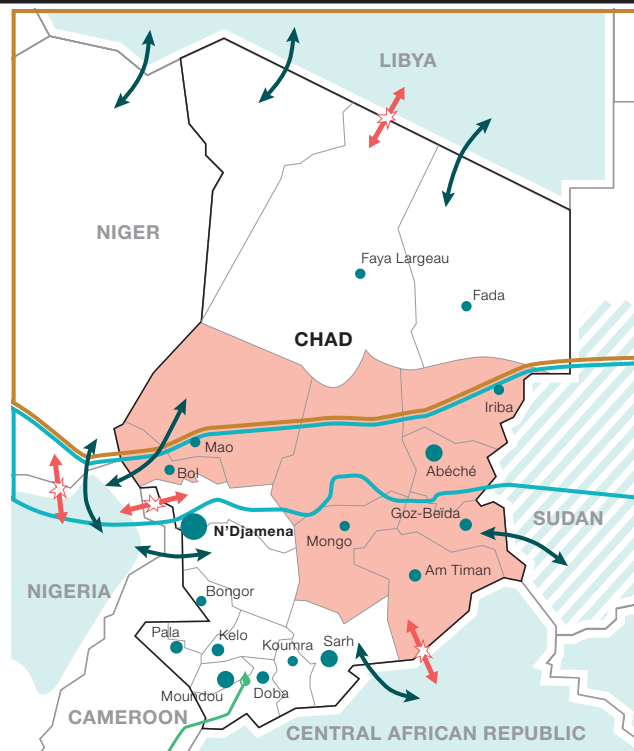 LIBYA
NIGER
Faya Largeau
Fada
CHAD
Iriba
Mao
Bol
Abéché
Goz-Beïda
SUDAN
N'Djamena
Mongo
Am Timan
NIGERIA
Bongor
Pala
Kelo
Koumra
Sarh
Moundou
Doba
CAMEROON
CENTRAL AFRICAN REPUBLIC